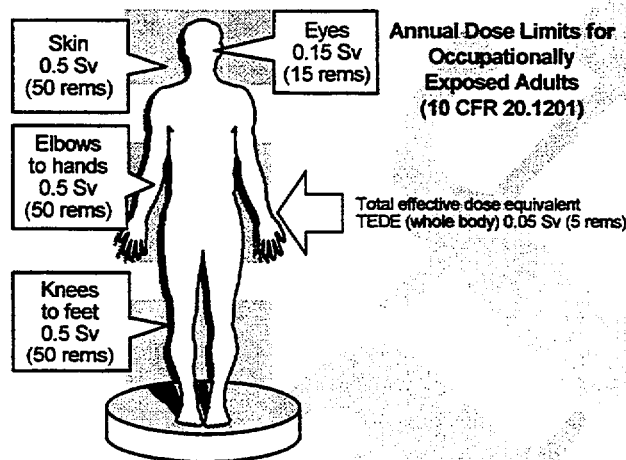 Skin
0.5 Sv
(50 rems)
Eyes
0.15 Sv
(15 rems)
Annual Dose Limits for
Occupationally
Exposed Adults
(10 CFR 20.1201)
Elbows
to hands
0.5 Sv
(50 rems)
Total effective dose equivalent
TEDE (whole body) 0.05 Sv (5 rems)
Knees
to feet
0.5 Sv
(50 rems)